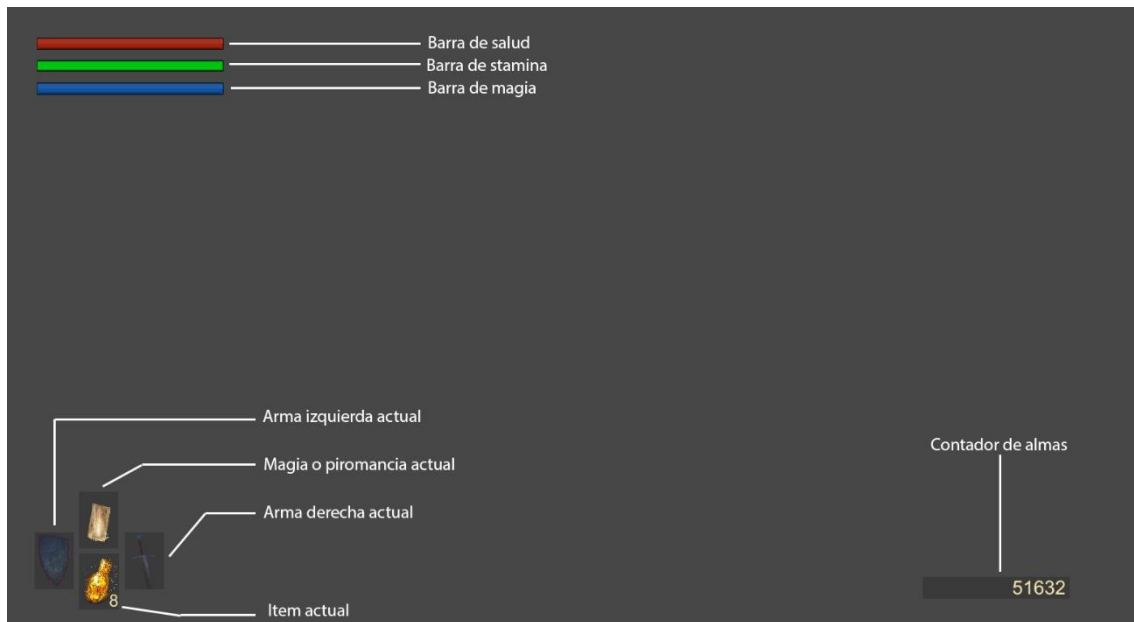 Barra de salud
Barra de stamina
Barra de magia
Arma izquierda actual
Magia o piromancia actual
Arma derecha actual
8
Item actual
Contador de almas
51632